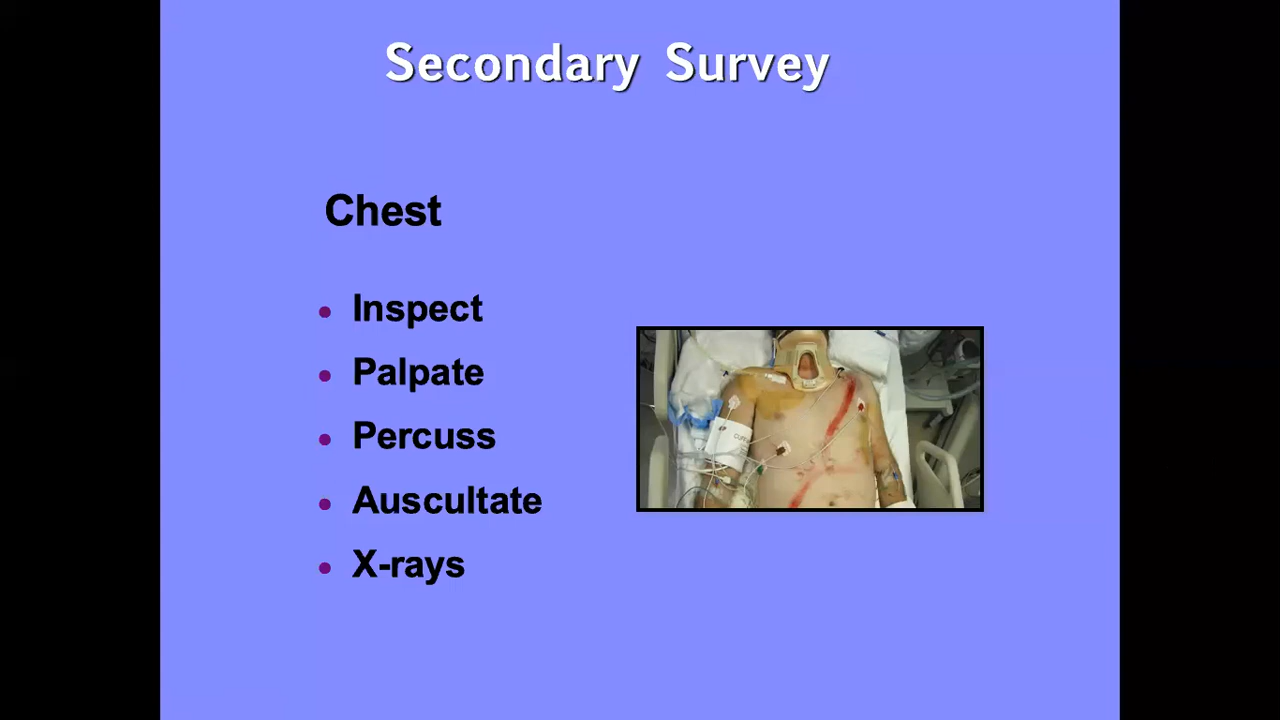 Secondary Survey
Chest
• Inspect
• Palpate
• Percuss
• Auscultate
• X-rays